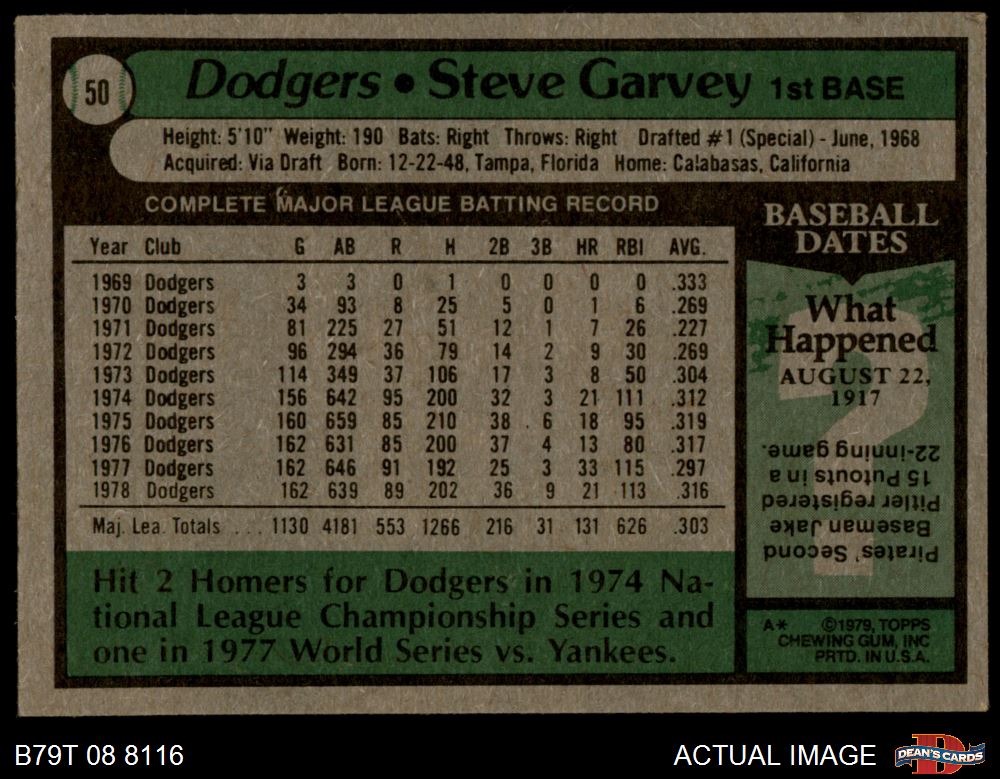 50
Dodgers • Steve Garvey 1st BASE
Height: 5'10" Weight: 190 Bats: Right Throws: Right Drafted #1 (Special) - June, 1968
Acquired: Via Draft Born: 12-22-48, Tampa, Florida Home: Calabasas, California
COMPLETE MAJOR LEAGUE BATTING RECORD
Year Club G AB R H 2B 3B HR RBI AVG.
1969 Dodgers 3 3 0 1 0 0 0 0 .333
1970 Dodgers 34 93 8 25 5 0 1 6 .269
1971 Dodgers 81 225 27 51 12 1 7 26 .227
1972 Dodgers 96 294 36 79 14 2 9 30 .269
1973 Dodgers 114 349 37 106 17 3 8 50 .304
1974 Dodgers 156 642 95 200 32 3 21 111 .312
1975 Dodgers 160 659 85 210 38 6 18 95 .319
1976 Dodgers 162 631 85 200 37 4 13 80 .317
1977 Dodgers 162 646 91 192 25 3 33 115 .297
1978 Dodgers 162 639 89 202 36 9 21 113 .316
Maj. Lea. Totals ... 1130 4181 553 1266 216 31 131 626 .303
Hit 2 Homers for Dodgers in 1974 Na-
tional League Championship Series and
one in 1977 World Series vs. Yankees.
BASEBALL
DATES
What
Happened
AUGUST 22,
1917
?
Pirates' Second
Baseman Jake
Pitler registered
15 Putouts in a
22-inning game.
A* ©1979, TOPPS
CHEWING GUM, INC
PRTD. IN U.S.A.
B79T 08 8116
ACTUAL IMAGE
D
DEAN'S CARDS